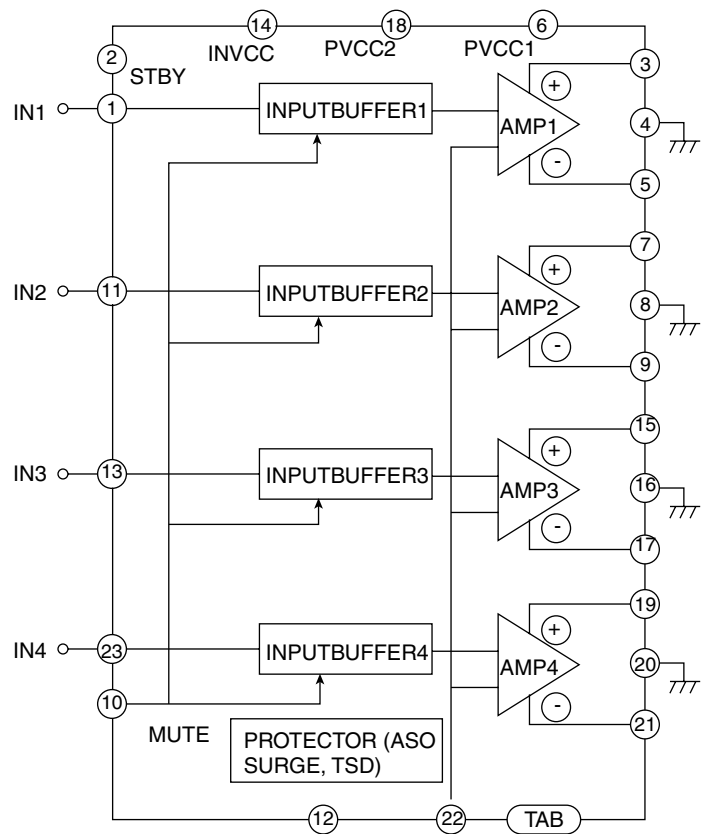 14 18 6
2 INVCC PVCC2 PVCC1
STBY 3
+
IN1 1 INPUTBUFFER1 AMP1 4
-
5
7
+
IN2 11 INPUTBUFFER2 AMP2 8
-
9
15
+
IN3 13 INPUTBUFFER3 AMP3 16
-
17
19
+
IN4 23 INPUTBUFFER4 AMP4 20
10 -
21
MUTE PROTECTOR (ASO
SURGE, TSD)
12 22 TAB